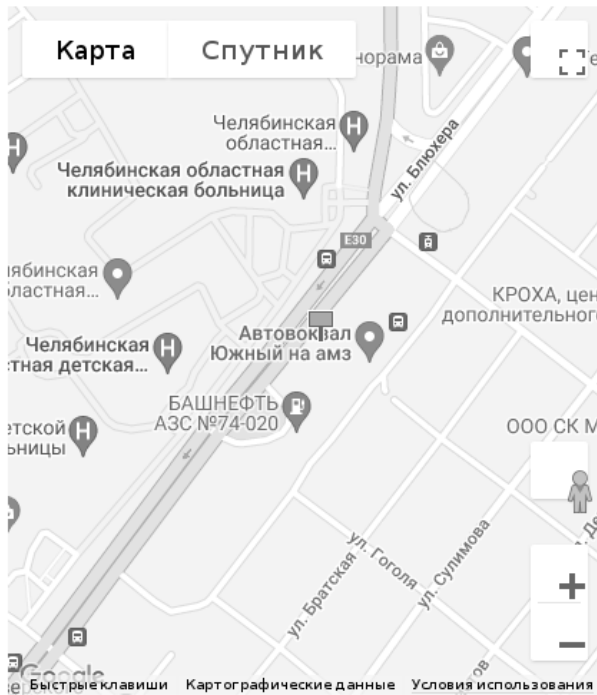 Карта
Спутник
норама
Челябинская
областная...
ул. Блюхера
Челябинская областная
клиническая больница
E30
лябинская
бластная...
КРОХА, цен
дополнительного
Автовокзал
Южный на амз
Челябинская
тная детская...
БАШНЕФТЬ
АЗС №74-020
етской
ьницы
ООО СК М
ул. Гоголя
ул. Братская
ул. Сулимова
Google
Быстрые клавиши
Картографические данные
Условия использования